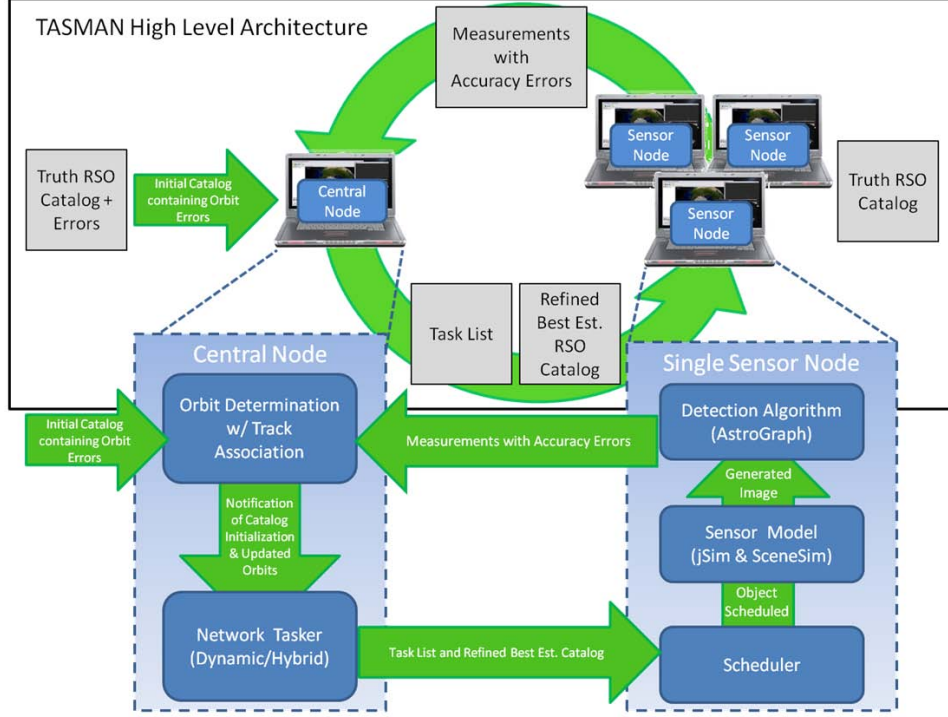 TASMAN High Level Architecture
Measurements
with
Accuracy Errors
Truth RSO
Catalog +
Errors
Initial Catalog
containing Orbit
Errors
Central
Node
Sensor
Node
Sensor
Node
Sensor
Node
Truth RSO
Catalog
Task List
Refined
Best Est.
RSO
Catalog
Central Node
Single Sensor Node
Initial Catalog
containing Orbit
Errors
Orbit Determination
w/ Track
Association
Measurements with Accuracy Errors
Detection Algorithm
(AstroGraph)
Generated
Image
Notification
of Catalog
Initialization
& Updated
Orbits
Sensor Model
(jSim & SceneSim)
Object
Scheduled
Network Tasker
(Dynamic/Hybrid)
Task List and Refined Best Est. Catalog
Scheduler